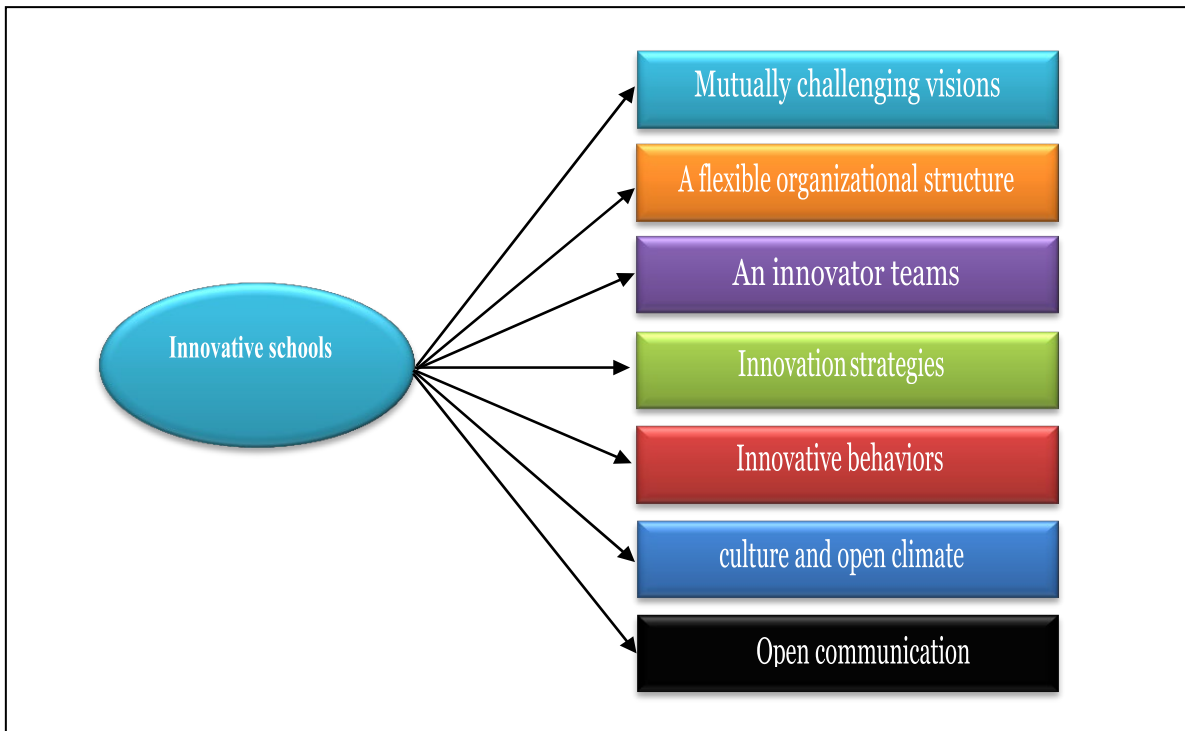 Mutually challenging visions
A flexible organizational structure
An innovator teams
Innovative schools
Innovation strategies
Innovative behaviors
culture and open climate
Open communication